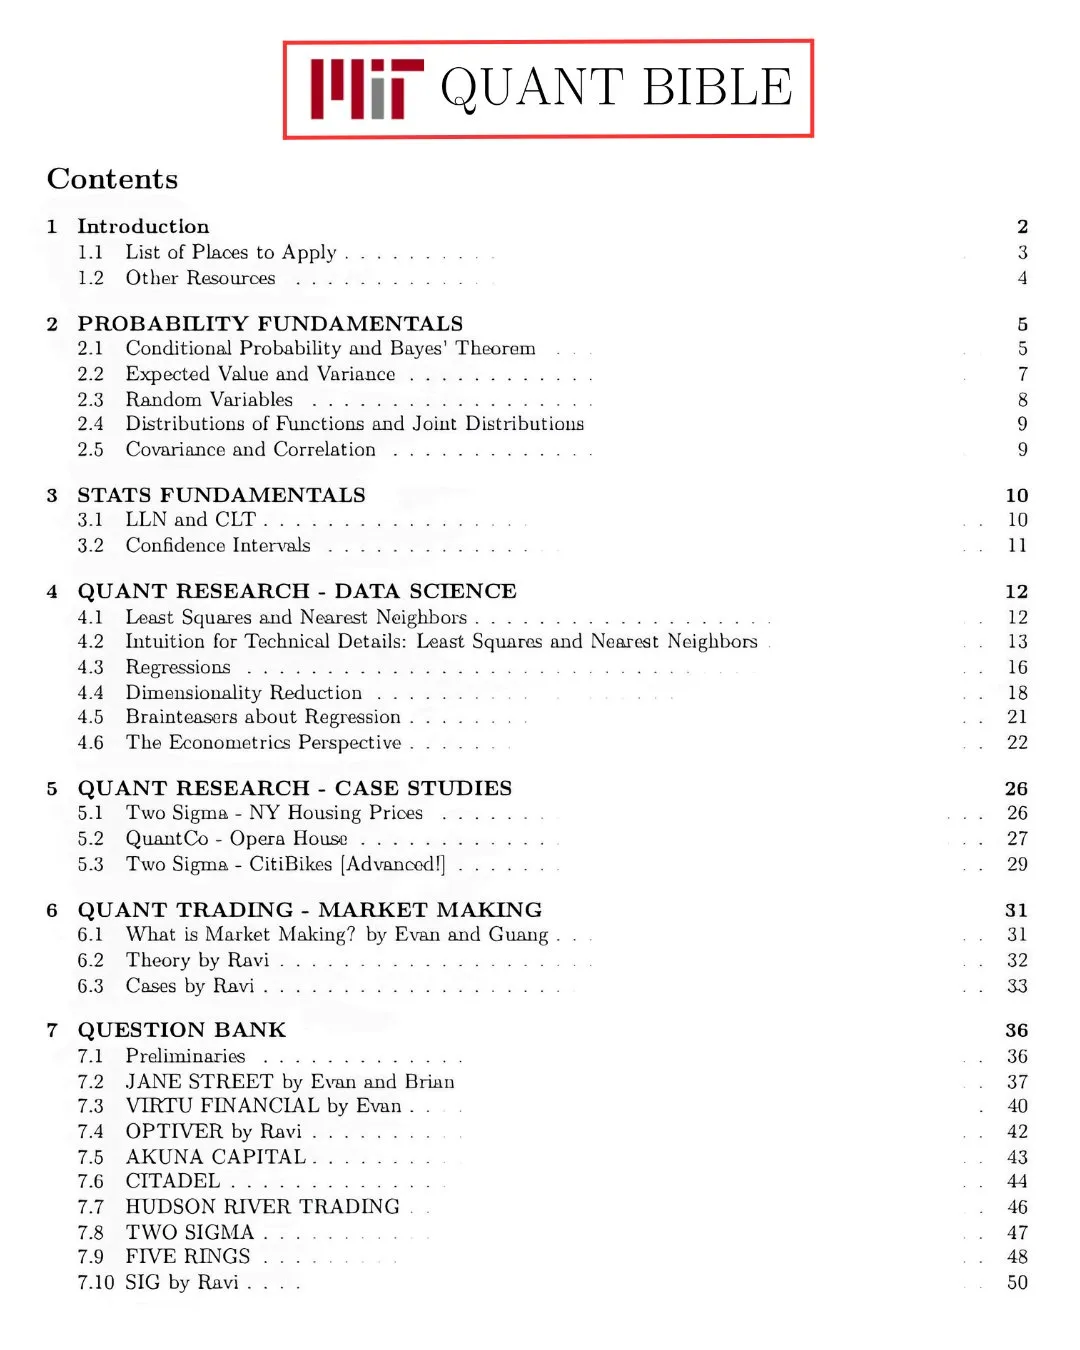 MIT QUANT BIBLE
Contents
1 Introduction 2
1.1 List of Places to Apply . . . . . . . . . . 3
1.2 Other Resources . . . . . . . . . . . . . 4
2 PROBABILITY FUNDAMENTALS 5
2.1 Conditional Probability and Bayes' Theorem . . . 5
2.2 Expected Value and Variance . . . . . . . . . . . . 7
2.3 Random Variables . . . . . . . . . . . . . . . . . . 8
2.4 Distributions of Functions and Joint Distributions 9
2.5 Covariance and Correlation . . . . . . . . . . . . . 9
3 STATS FUNDAMENTALS 10
3.1 LLN and CLT . . . . . . . . . . . . . . . . . . . 10
3.2 Confidence Intervals . . . . . . . . . . . . . . . . 11
4 QUANT RESEARCH - DATA SCIENCE 12
4.1 Least Squares and Nearest Neighbors . . . . . . . . . . . . . . . . . . . . . 12
4.2 Intuition for Technical Details: Least Squares and Nearest Neighbors . . . 13
4.3 Regressions . . . . . . . . . . . . . . . . . . . . . . . . . . . . . . . . . . 16
4.4 Dimensionality Reduction . . . . . . . . . . . . . . . . . . 18
4.5 Brainteasers about Regression . . . . . . . . . . 21
4.6 The Econometrics Perspective . . . . . . . . . 22
5 QUANT RESEARCH - CASE STUDIES 26
5.1 Two Sigma - NY Housing Prices . . . . . . . . . . . 26
5.2 QuantCo - Opera House . . . . . . . . . . . . . . . . 27
5.3 Two Sigma - CitiBikes [Advanced!] . . . . . . . . . 29
6 QUANT TRADING - MARKET MAKING 31
6.1 What is Market Making? by Evan and Guang . . . . . 31
6.2 Theory by Ravi . . . . . . . . . . . . . . . . . . . . . . 32
6.3 Cases by Ravi . . . . . . . . . . . . . . . . . . . . . . 33
7 QUESTION BANK 36
7.1 Preliminaries . . . . . . . . . . . . . . . 36
7.2 JANE STREET by Evan and Brian . . 37
7.3 VIRTU FINANCIAL by Evan . . . . . 40
7.4 OPTIVER by Ravi . . . . . . . . . . . . 42
7.5 AKUNA CAPITAL . . . . . . . . . . . 43
7.6 CITADEL . . . . . . . . . . . . . . . . 44
7.7 HUDSON RIVER TRADING . . . 46
7.8 TWO SIGMA . . . . . . . . . . . . . 47
7.9 FIVE RINGS . . . . . . . . . . . 48
7.10 SIG by Ravi . . . . . . 50